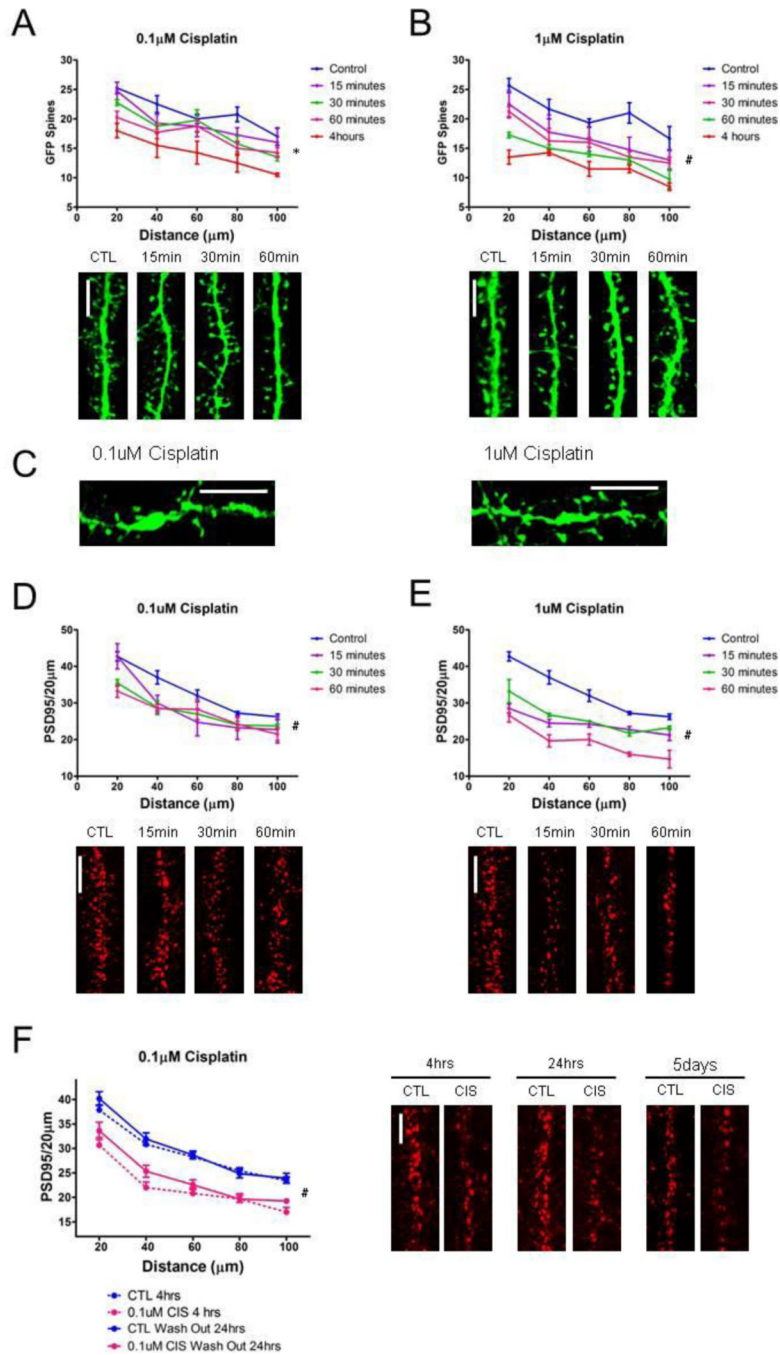 A
0.1μM Cisplatin
30
25
20
15
10
5
GFP Spines
20 40 60 80 100
Distance (μm)
Control
15 minutes
30 minutes
60 minutes
4hours
*
CTL 15min 30min 60min
B
1μM Cisplatin
30
25
20
15
10
5
GFP Spines
20 40 60 80 100
Distance (μm)
Control
15 minutes
30 minutes
60 minutes
4 hours
#
CTL 15min 30min 60min
C
0.1uM Cisplatin
1uM Cisplatin
D
0.1uM Cisplatin
50
40
30
20
10
PSD95/20μm
20 40 60 80 100
Distance (μm)
Control
15 minutes
30 minutes
60 minutes
#
CTL 15min 30min 60min
E
1uM Cisplatin
50
40
30
20
10
PSD95/20μm
20 40 60 80 100
Distance (μm)
Control
15 minutes
30 minutes
60 minutes
#
CTL 15min 30min 60min
F
0.1μM Cisplatin
40
35
30
25
20
15
PSD95/20μm
20 40 60 80 100
Distance (μm)
#
CTL 4hrs
0.1uM CIS 4 hrs
CTL Wash Out 24hrs
0.1uM CIS Wash Out 24hrs
4hrs 24hrs 5days
CTL CIS CTL CIS CTL CIS